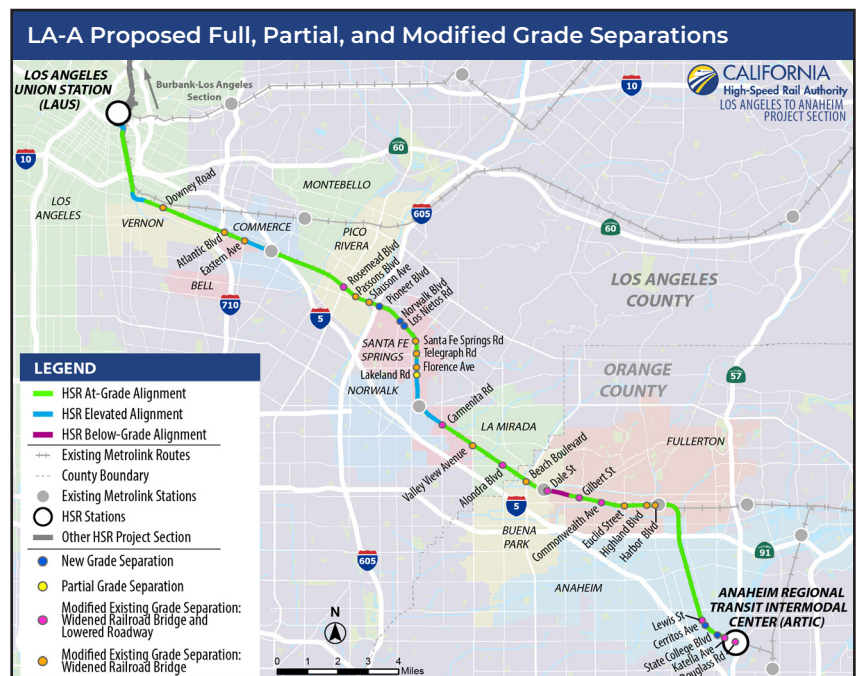 LA-A Proposed Full, Partial, and Modified Grade Separations
LOS ANGELES
UNION STATION
(LAUS)
Burbank-Los Angeles
Section
CALIFORNIA
High-Speed Rail Authority
LOS ANGELES TO ANAHEIM
PROJECT SECTION
10
10
60
LOS
ANGELES
VERNON
Downey Road
MONTEBELLO
COMMERCE
PICO
RIVERA
605
60
Atlantic Blvd
Eastern Ave
BELL
710
5
Rosemead Blvd
Passons Blvd
Slauson Ave
Pioneer Blvd
Norwalk Blvd
Los Nietos Rd
LOS ANGELES
COUNTY
SANTA FE
SPRINGS
Santa Fe Springs Rd
Telegraph Rd
Florence Ave
Lakeland Rd
NORWALK
ORANGE
COUNTY
57
Carmenita Rd
LA MIRADA
FULLERTON
Valley View Avenue
Alondra Blvd
Beach Boulevard
Dale St
Gilbert St
5
BUENA
PARK
Commonwealth Ave
Euclid Street
Highland Blvd
Harbor Blvd
91
605
ANAHEIM
ANAHEIM REGIONAL
TRANSIT INTERMODAL
CENTER (ARTIC)
Lewis St
Cerritos Ave
State College Blvd
Katella Ave
Douglass Rd
LEGEND
HSR At-Grade Alignment
HSR Elevated Alignment
HSR Below-Grade Alignment
Existing Metrolink Routes
County Boundary
Existing Metrolink Stations
HSR Stations
Other HSR Project Section
New Grade Separation
Partial Grade Separation
Modified Existing Grade Separation:
Widened Railroad Bridge and
Lowered Roadway
Modified Existing Grade Separation:
Widened Railroad Bridge
N
0 1 2 3 4
Miles